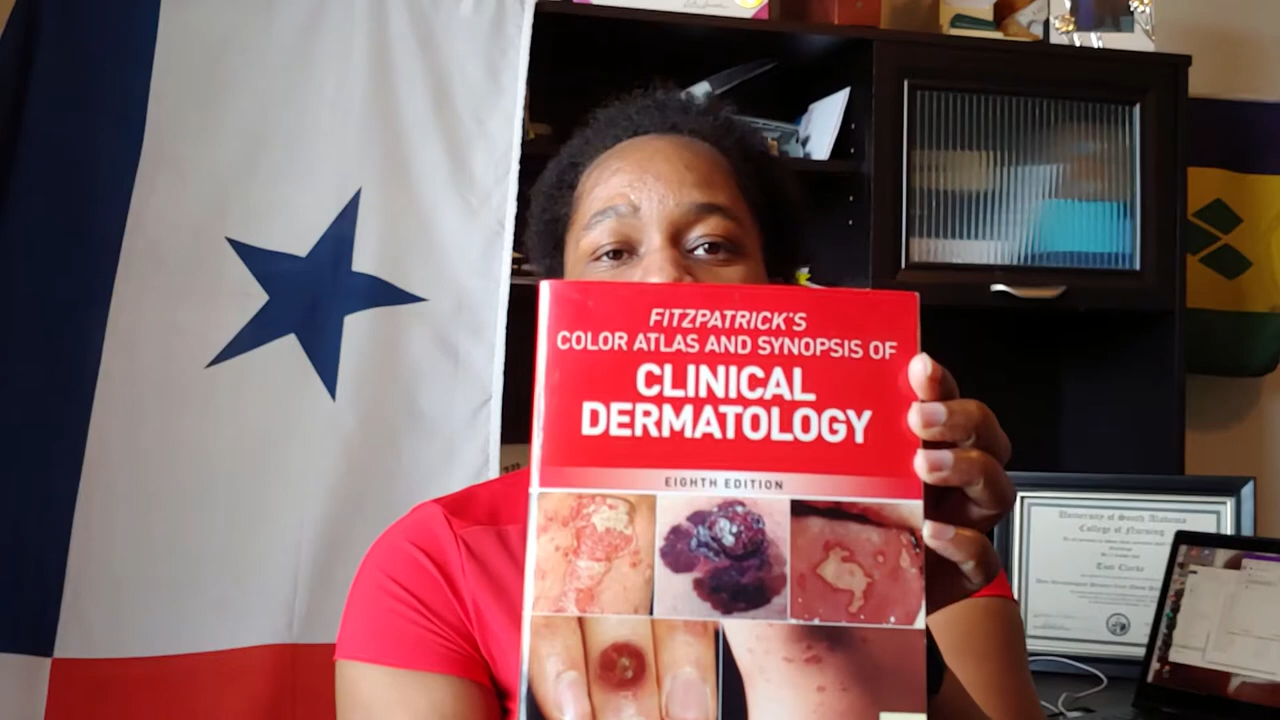 FITZPATRICK'S
COLOR ATLAS AND SYNOPSIS OF
CLINICAL
DERMATOLOGY
EIGHTH EDITION
University of South Alabama
College of Nursing